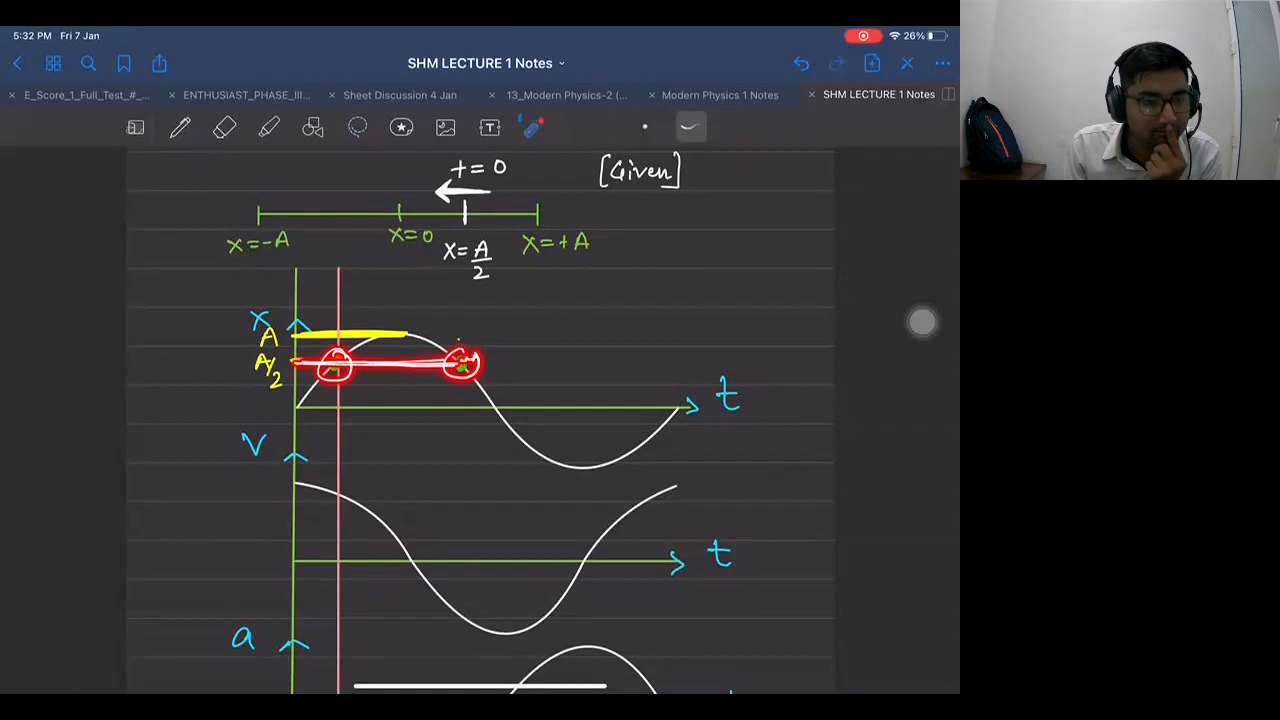 5:32 PM Fri 7 Jan
26%
SHM LECTURE 1 Notes
E_Score_1_Full_Test_#_...
ENTHUSIAST_PHASE_III...
Sheet Discussion 4 Jan
13_Modern Physics-2 (...
Modern Physics 1 Notes
SHM LECTURE 1 Notes
t=0 [Given]
x=-A x=0 x=A/2 x=+A
x
A
A/2
t
v
t
a